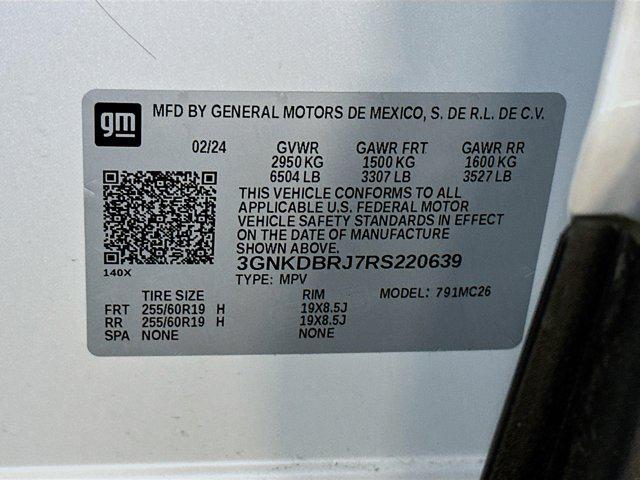 gm MFD BY GENERAL MOTORS DE MEXICO, S. DE R.L. DE C.V.
02/24 GVWR GAWR FRT GAWR RR
2950 KG 1500 KG 1600 KG
6504 LB 3307 LB 3527 LB
THIS VEHICLE CONFORMS TO ALL
APPLICABLE U.S. FEDERAL MOTOR
VEHICLE SAFETY STANDARDS IN EFFECT
ON THE DATE OF MANUFACTURE
SHOWN ABOVE.
3GNKDBRJ7RS220639
140X TYPE: MPV
TIRE SIZE RIM MODEL: 791MC26
FRT 255/60R19 H 19X8.5J
RR 255/60R19 H 19X8.5J
SPA NONE NONE